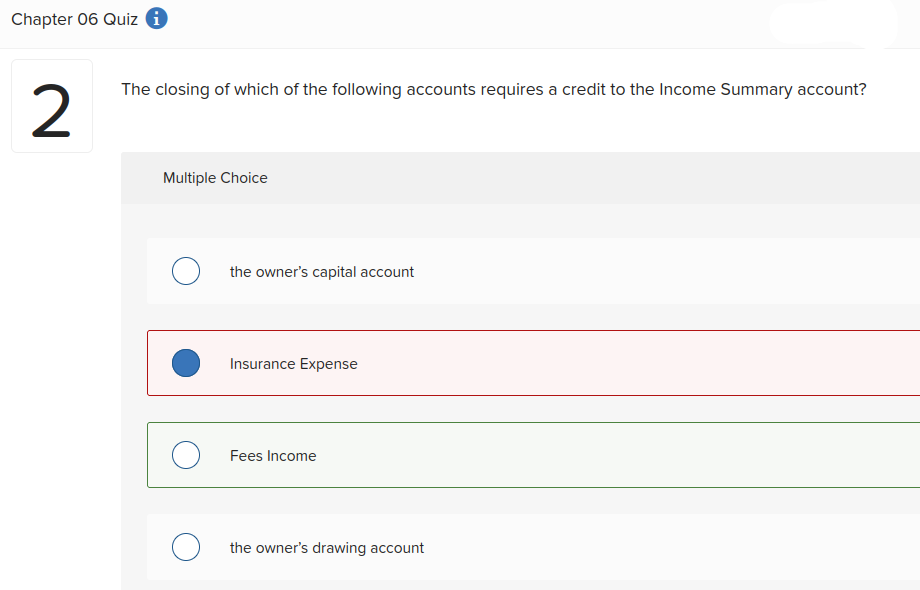 Chapter 06 Quiz i
2
The closing of which of the following accounts requires a credit to the Income Summary account?
Multiple Choice
the owner’s capital account
Insurance Expense
Fees Income
the owner’s drawing account